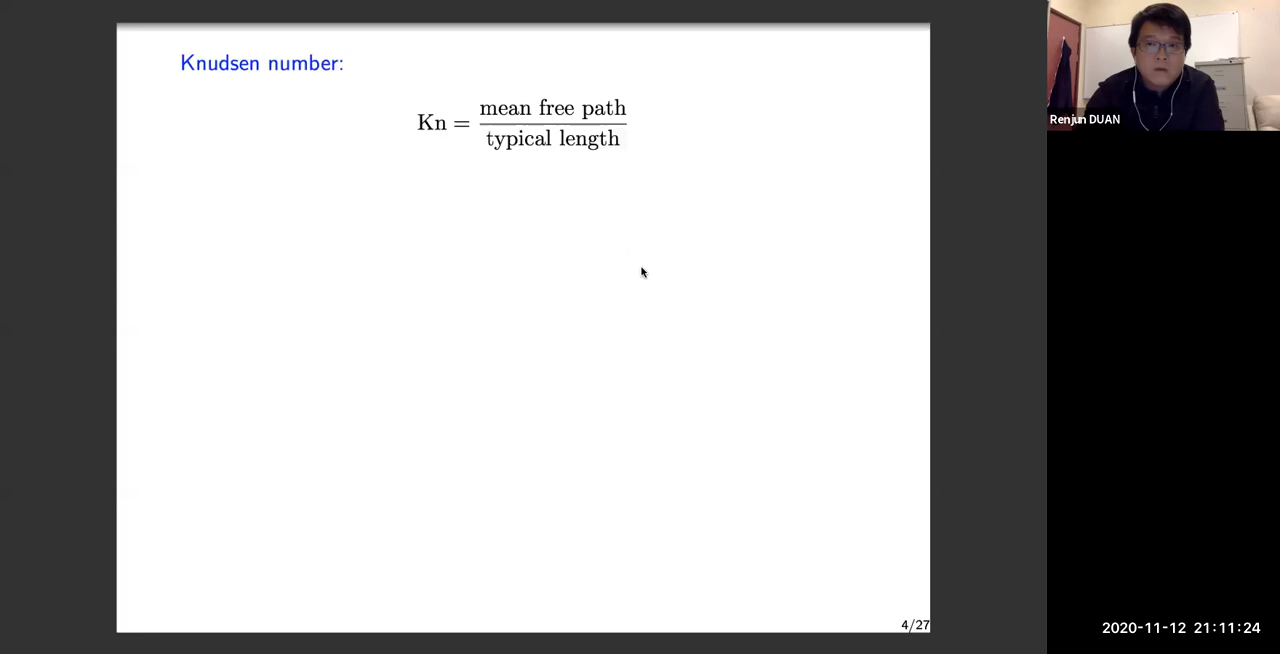 Knudsen number:
Kn = mean free path / typical length
4/27
Renjun DUAN
2020-11-12 21:11:24